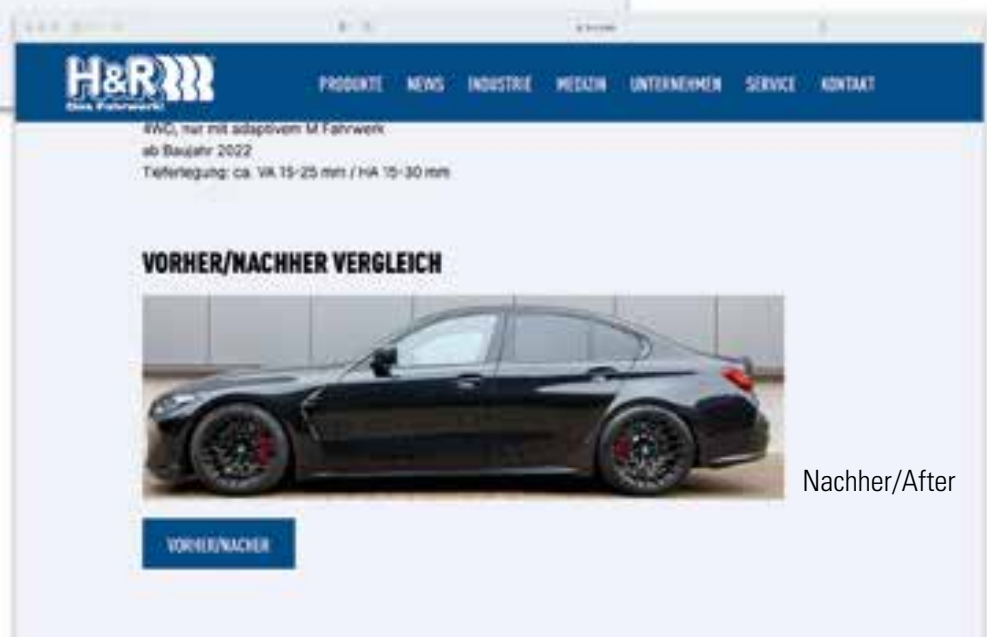 H&R
Das Fahrwerk!
PRODUKTE NEWS INDUSTRIE MEDIZIN UNTERNEHMEN SERVICE KONTAKT
4WD, nur mit adaptivem M Fahrwerk
ab Baujahr 2022
Tieferlegung: ca. VA 15-25 mm / HA 15-30 mm
VORHER/NACHHER VERGLEICH
Nachher/After
VORHER/NACHER